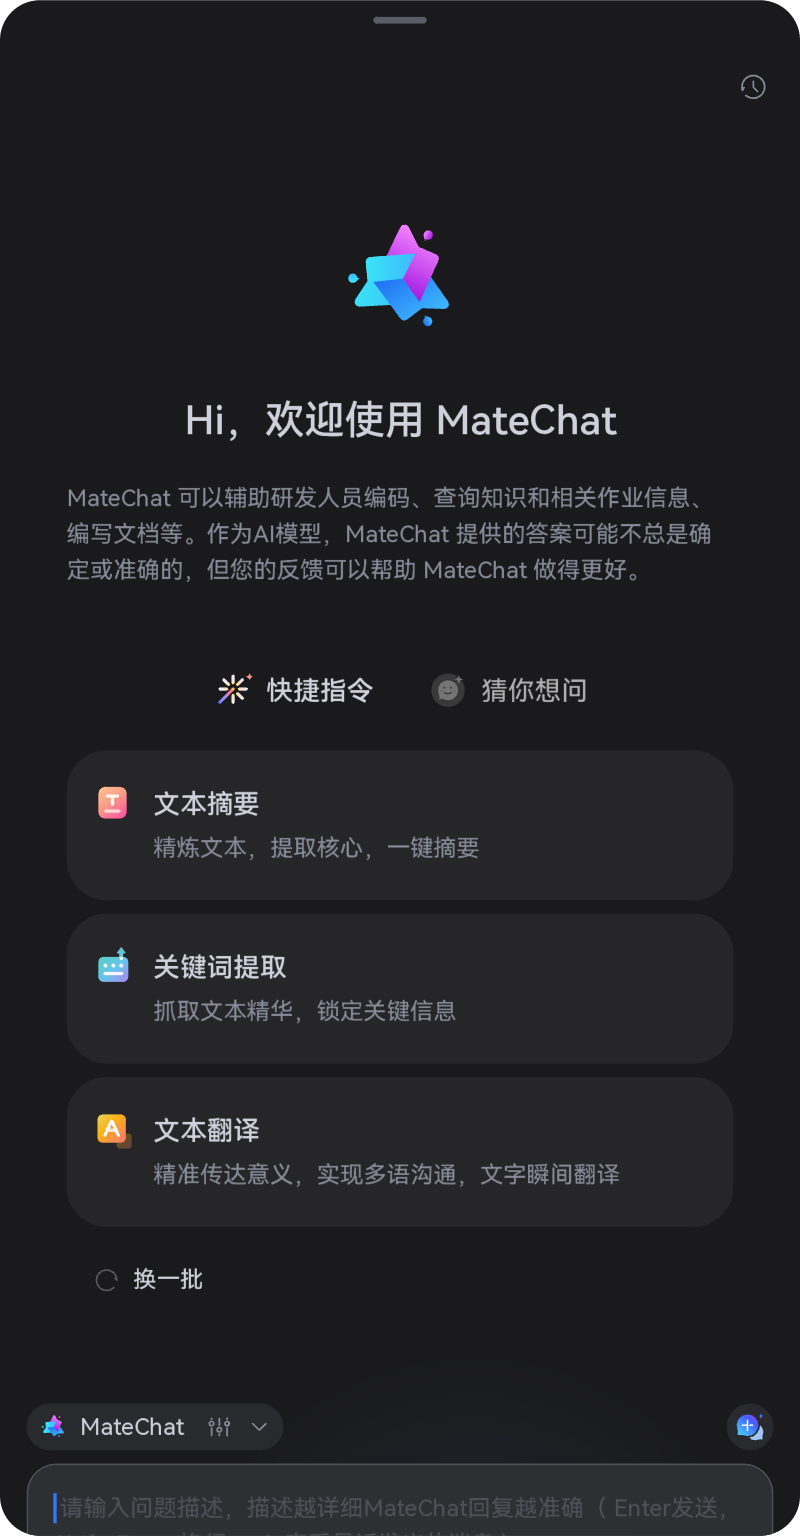 Hi，欢迎使用 MateChat
MateChat 可以辅助研发人员编码、查询知识和相关作业信息、
编写文档等。作为AI模型，MateChat 提供的答案可能不总是确
定或准确的，但您的反馈可以帮助 MateChat 做得更好。
快捷指令 猜你想问
T 文本摘要
精炼文本，提取核心，一键摘要
关键词提取
抓取文本精华，锁定关键信息
A 文本翻译
精准传达意义，实现多语沟通，文字瞬间翻译
换一批
MateChat
请输入问题描述，描述越详细MateChat回复越准确（ Enter发送，